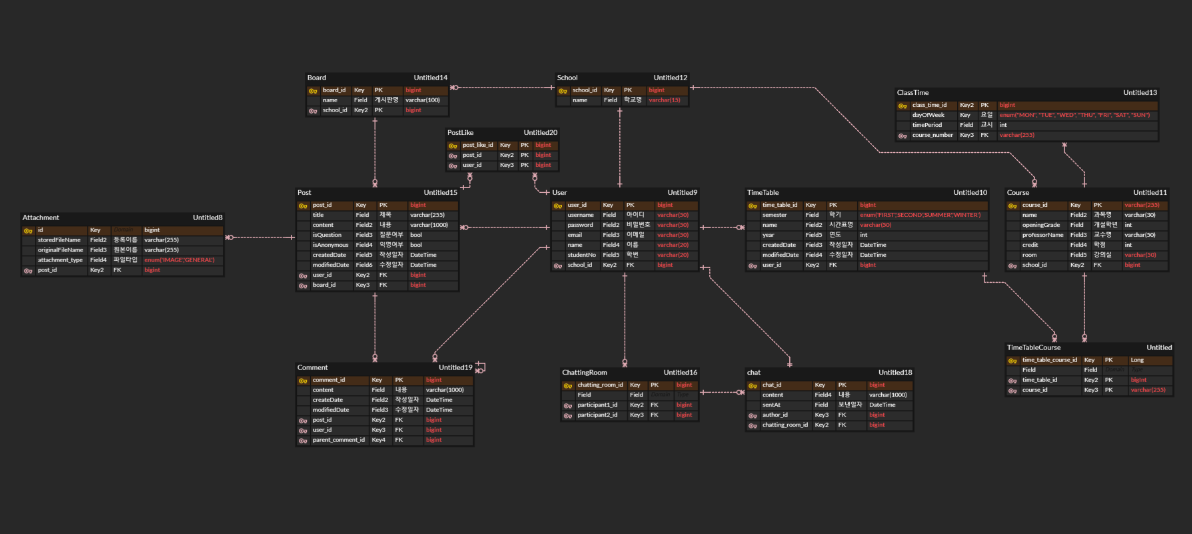 Board Untitled14
board_id Key PK bigint
name Field 게시판명 varchar(100)
school_id Key2 PK bigint
School Untitled12
school_id Key PK bigint
name Field 학교명 varchar(15)
ClassTime Untitled13
class_time_id Key2 PK bigint
dayOfWeek Key 요일 enum("MON", "TUE", "WED", "THU", "FRI", "SAT", "SUN")
timePeriod Field 교시 int
course_number Key3 FK varchar(255)
PostLike Untitled20
post_like_id Key PK bigint
post_id Key2 PK bigint
user_id Key3 PK bigint
Post Untitled15
post_id Key PK bigint
title Field 제목 varchar(255)
content Field2 내용 varchar(1000)
isQuestion Field3 질문여부 bool
isAnonymous Field4 익명여부 bool
createdDate Field5 작성일자 DateTime
modifiedDate Field6 수정일자 DateTime
user_id Key2 FK bigint
board_id Key3 FK bigint
User Untitled9
user_id Key PK bigint
username Field 아이디 varchar(50)
password Field2 비밀번호 varchar(50)
email Field3 이메일 varchar(50)
name Field4 이름 varchar(20)
studentNo Field5 학번 varchar(20)
school_id Key2 FK bigint
TimeTable Untitled10
time_table_id Key PK bigint
semester Field 학기 enum('FIRST','SECOND','SUMMER','WINTER')
name Field2 시간표명 varchar(50)
year Field5 연도 int
createdDate Field3 작성일자 DateTime
modifiedDate Field4 수정일자 DateTime
user_id Key2 FK bigint
Course Untitled11
course_id Key PK varchar(255)
name Field2 과목명 varchar(50)
openingGrade Field 개설학년 int
professorName Field3 교수명 varchar(50)
credit Field4 학점 int
room Field5 강의실 varchar(50)
school_id Key2 FK bigint
Attachment Untitled8
id Key bigint
storedFileName Field2 등록이름 varchar(255)
originalFileName Field3 원본이름 varchar(255)
attachment_type Field4 파일타입 enum('IMAGE','GENERAL')
post_id Key2 FK bigint
Comment Untitled19
comment_id Key PK bigint
content Field 내용 varchar(1000)
createDate Field2 작성일자 DateTime
modifiedDate Field3 수정일자 DateTime
post_id Key2 FK bigint
user_id Key3 FK bigint
parent_comment_id Key4 FK bigint
ChattingRoom Untitled16
chatting_room_id Key PK bigint
Field Field
participant1_id Key2 FK bigint
participant2_id Key3 FK bigint
chat Untitled18
chat_id Key PK bigint
content Field4 내용 varchar(1000)
sentAt Field 보낸일자 DateTime
author_id Key3 FK bigint
chatting_room_id Key2 FK bigint
TimeTableCourse Untitled
time_table_course_id Key PK Long
Field Field
time_table_id Key2 PK bigint
course_id Key3 PK varchar(255)